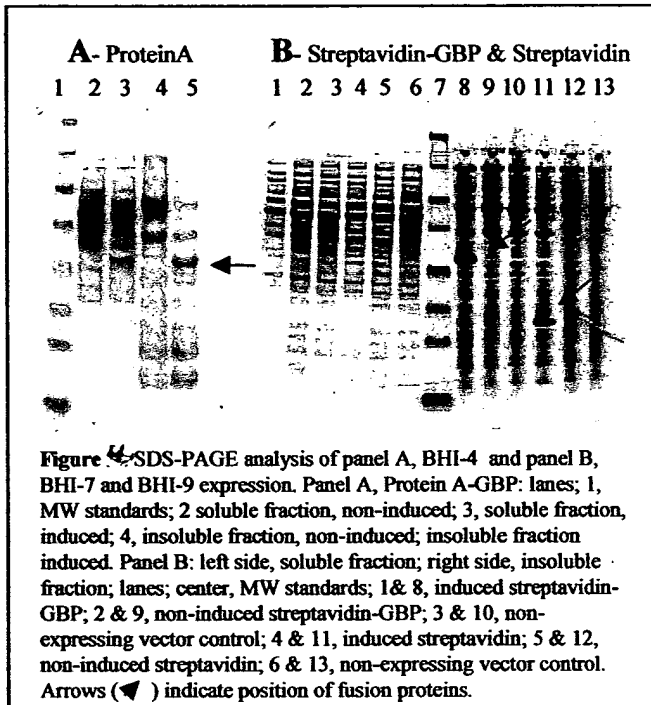 A- ProteinA B- Streptavidin-GBP & Streptavidin
1 2 3 4 5 1 2 3 4 5 6 7 8 9 10 11 12 13
Figure SDS-PAGE analysis of panel A, BHI-4 and panel B,
BHI-7 and BHI-9 expression. Panel A, Protein A-GBP: lanes; 1,
MW standards; 2 soluble fraction, non-induced; 3, soluble fraction,
induced; 4, insoluble fraction, non-induced; insoluble fraction
induced. Panel B: left side, soluble fraction; right side, insoluble
fraction; lanes; center, MW standards; 1& 8, induced streptavidin-
GBP; 2 & 9, non-induced streptavidin-GBP; 3 & 10, non-
expressing vector control; 4 & 11, induced streptavidin; 5 & 12,
non-induced streptavidin; 6 & 13, non-expressing vector control.
Arrows ( ) indicate position of fusion proteins.